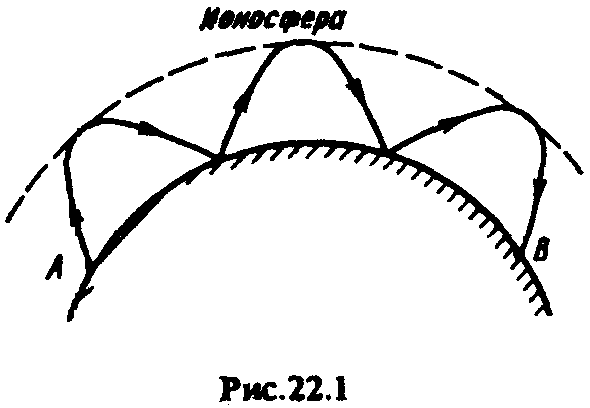 Ионосфера
А
В
Рис.22.1